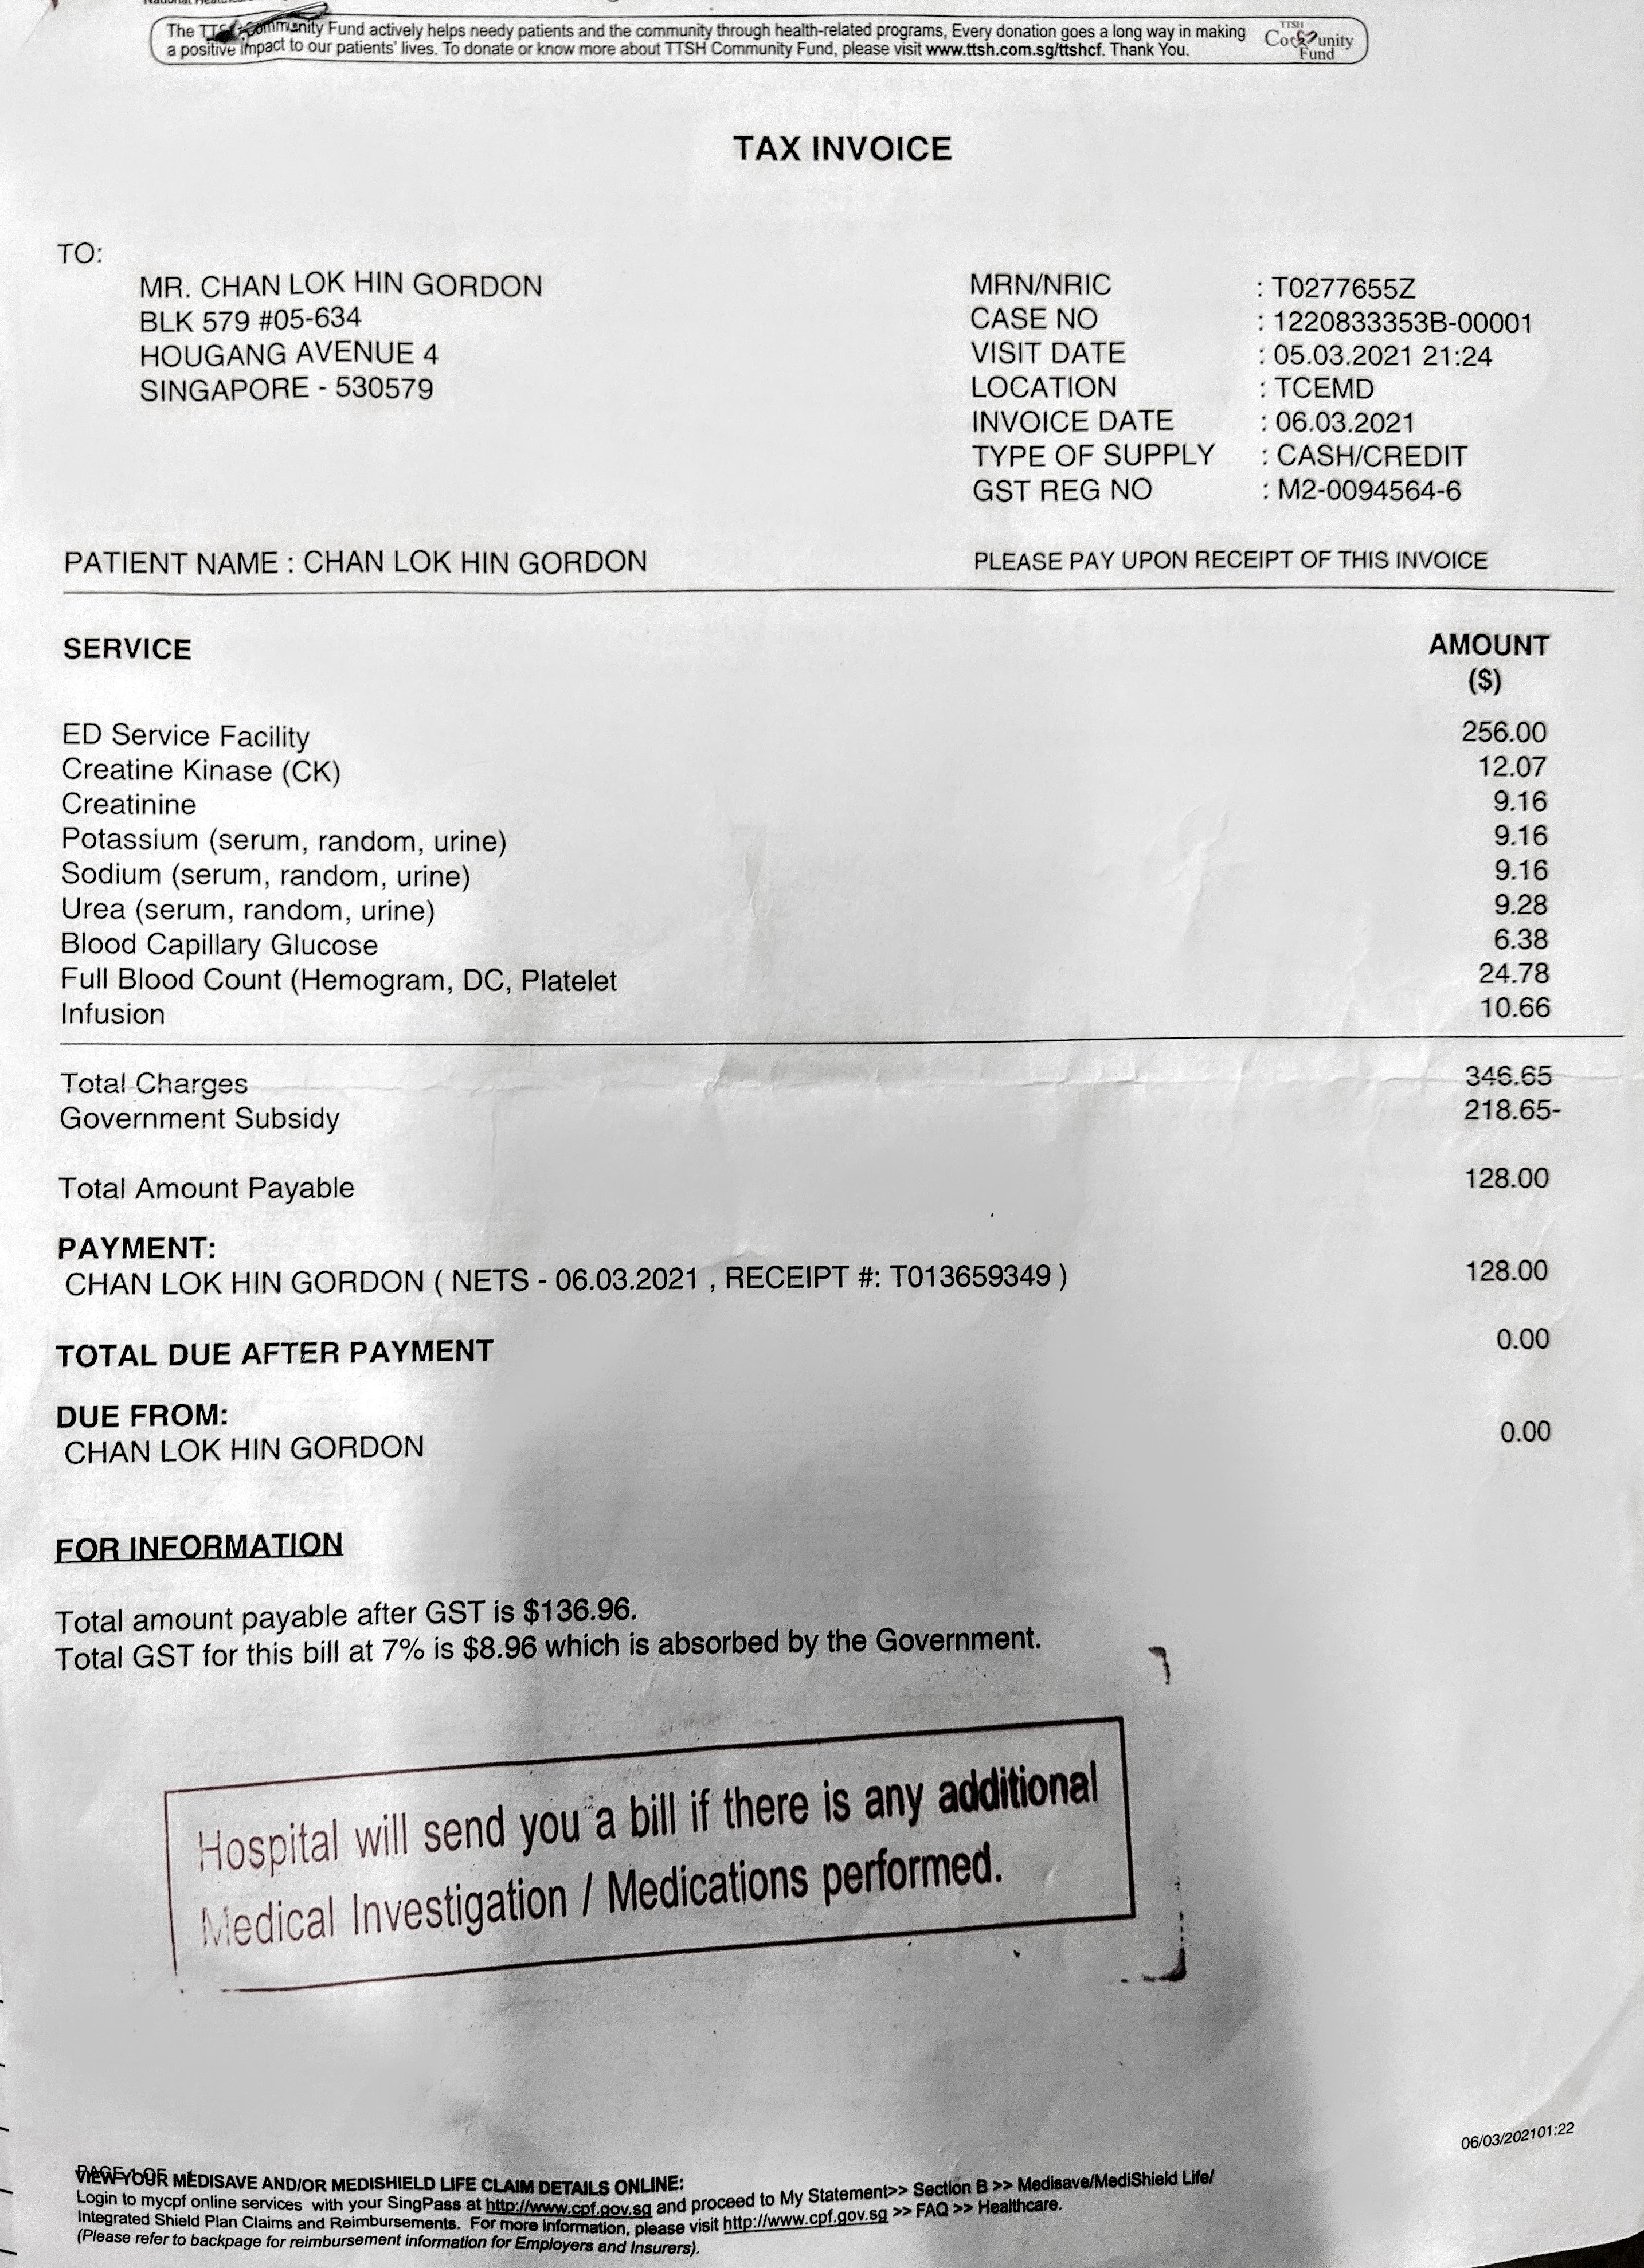 The Community Fund actively helps needy patients and the community through health-related programs, Every donation goes a long way in making
a positive impact to our patients' lives. To donate or know more about TTSH Community Fund, please visit www.ttsh.com.sg/ttshcf. Thank You.
TTSH
Fund
TAX INVOICE
TO:
MR. CHAN LOK HIN GORDON
BLK 579 #05-634
HOUGANG AVENUE 4
SINGAPORE - 530579
MRN/NRIC : T0277655Z
CASE NO : 1220833353B-00001
VISIT DATE : 05.03.2021 21:24
LOCATION : TCEMD
INVOICE DATE : 06.03.2021
TYPE OF SUPPLY : CASH/CREDIT
GST REG NO : M2-0094564-6
PATIENT NAME : CHAN LOK HIN GORDON PLEASE PAY UPON RECEIPT OF THIS INVOICE
SERVICE AMOUNT
($)
ED Service Facility 256.00
Creatine Kinase (CK) 12.07
Creatinine 9.16
Potassium (serum, random, urine) 9.16
Sodium (serum, random, urine) 9.16
Urea (serum, random, urine) 9.28
Blood Capillary Glucose 6.38
Full Blood Count (Hemogram, DC, Platelet 24.78
Infusion 10.66
Total Charges 346.65
Government Subsidy 218.65-
Total Amount Payable 128.00
PAYMENT:
CHAN LOK HIN GORDON ( NETS - 06.03.2021 , RECEIPT #: T013659349 ) 128.00
TOTAL DUE AFTER PAYMENT 0.00
DUE FROM:
CHAN LOK HIN GORDON 0.00
FOR INFORMATION
Total amount payable after GST is $136.96.
Total GST for this bill at 7% is $8.96 which is absorbed by the Government.
Hospital will send you a bill if there is any additional
Medical Investigation / Medications performed.
06/03/202101:22
VIEW YOUR MEDISAVE AND/OR MEDISHIELD LIFE CLAIM DETAILS ONLINE:
Login to mycpf online services with your SingPass at http://www.cpf.gov.sg and proceed to My Statement>> Section B >> Medisave/MediShield Life/
Integrated Shield Plan Claims and Reimbursements. For more information, please visit http://www.cpf.gov.sg >> FAQ >> Healthcare.
(Please refer to backpage for reimbursement information for Employers and Insurers).